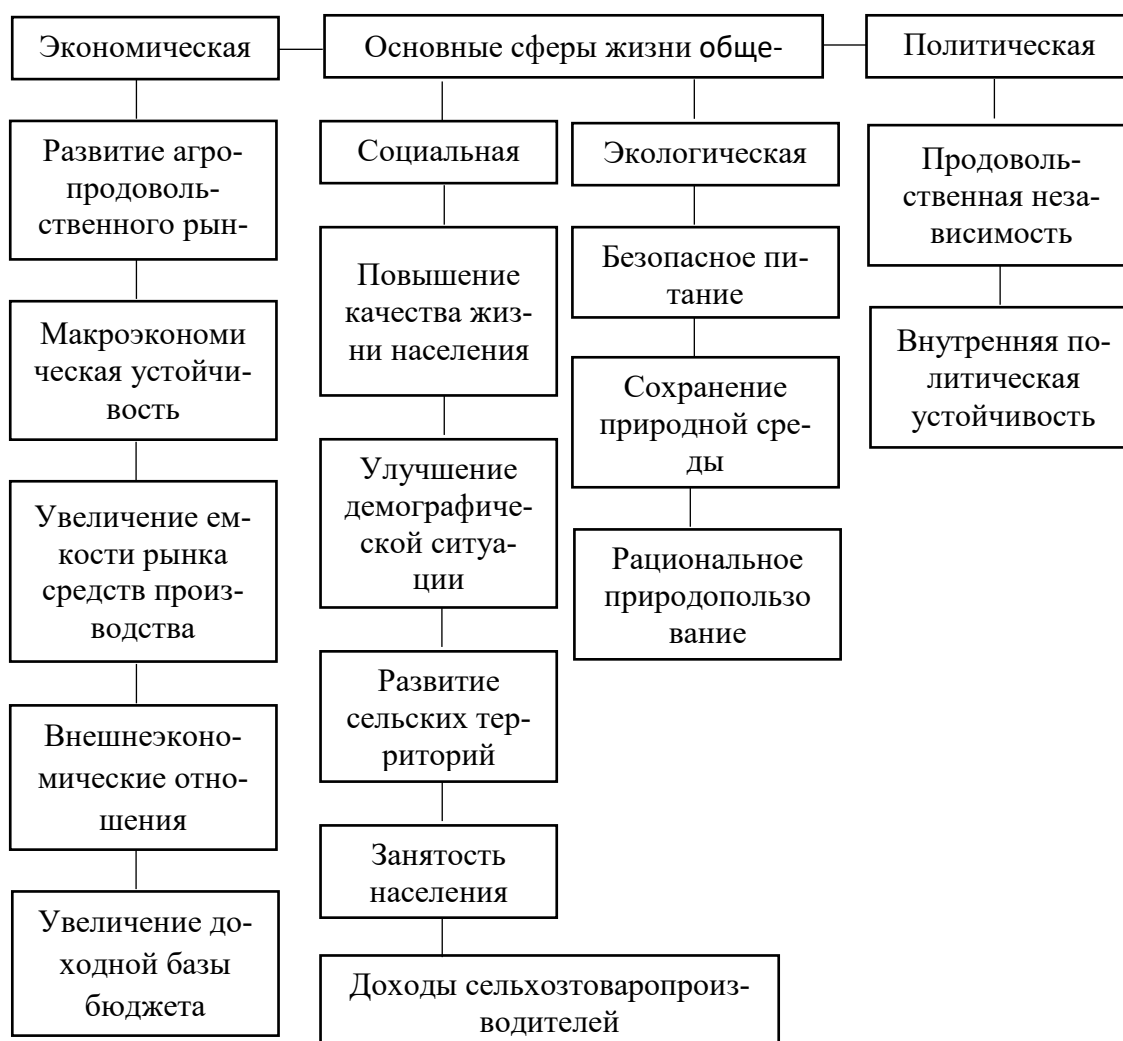 Экономическая
Основные сферы жизни обще-
Политическая
Развитие агро-
продоволь-
ственного рын-
Социальная
Экологическая
Продоволь-
ственная неза-
висимость
Повышение
качества жиз-
ни населения
Безопасное пи-
тание
Макроэкономи
ческая устойчи-
вость
Внутренняя по-
литическая
устойчивость
Сохранение
природной сре-
ды
Улучшение
демографиче-
ской ситуа-
ции
Увеличение ем-
кости рынка
средств произ-
водства
Рациональное
природопользо
вание
Развитие
сельских тер-
риторий
Внешнеэконо-
мические отно-
шения
Занятость
населения
Увеличение до-
ходной базы
бюджета
Доходы сельхозтоваропроиз-
водителей